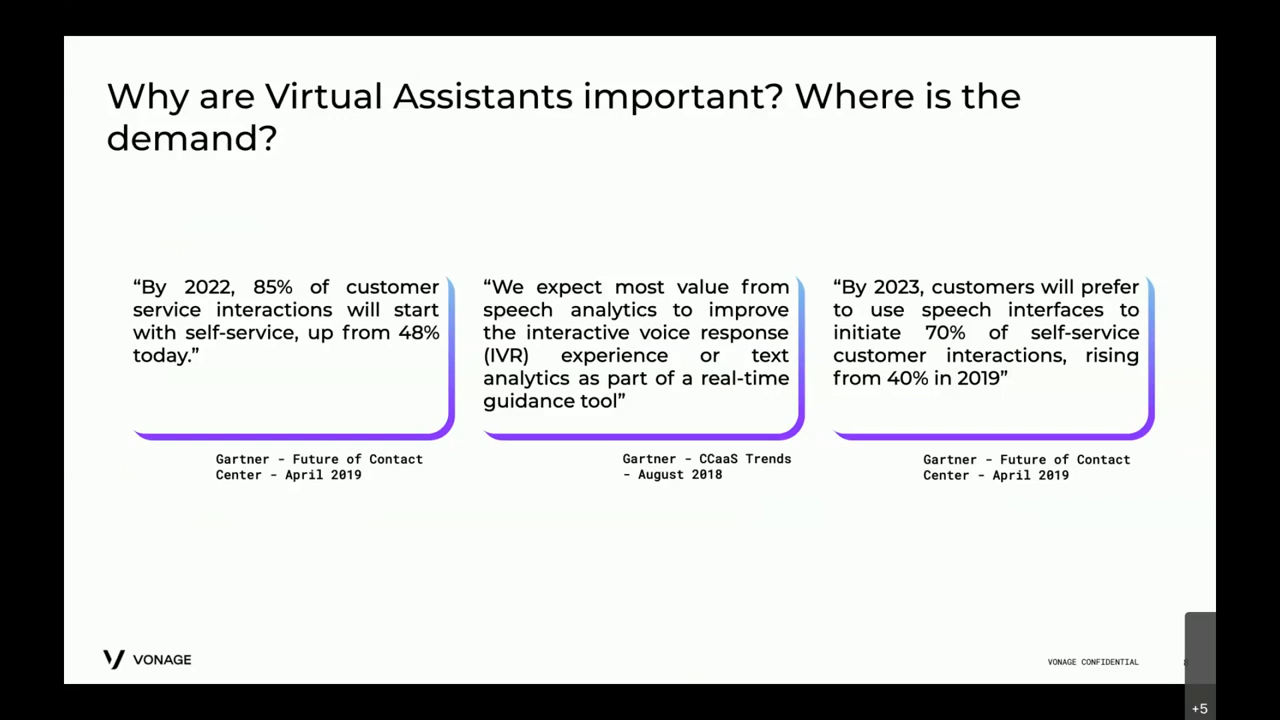 Why are Virtual Assistants important? Where is the
demand?
“By 2022, 85% of customer
service interactions will start
with self-service, up from 48%
today.”
Gartner - Future of Contact
Center - April 2019
“We expect most value from
speech analytics to improve
the interactive voice response
(IVR) experience or text
analytics as part of a real-time
guidance tool”
Gartner - CCaaS Trends
- August 2018
“By 2023, customers will prefer
to use speech interfaces to
initiate 70% of self-service
customer interactions, rising
from 40% in 2019”
Gartner - Future of Contact
Center - April 2019
VONAGE
VONAGE CONFIDENTIAL
+5